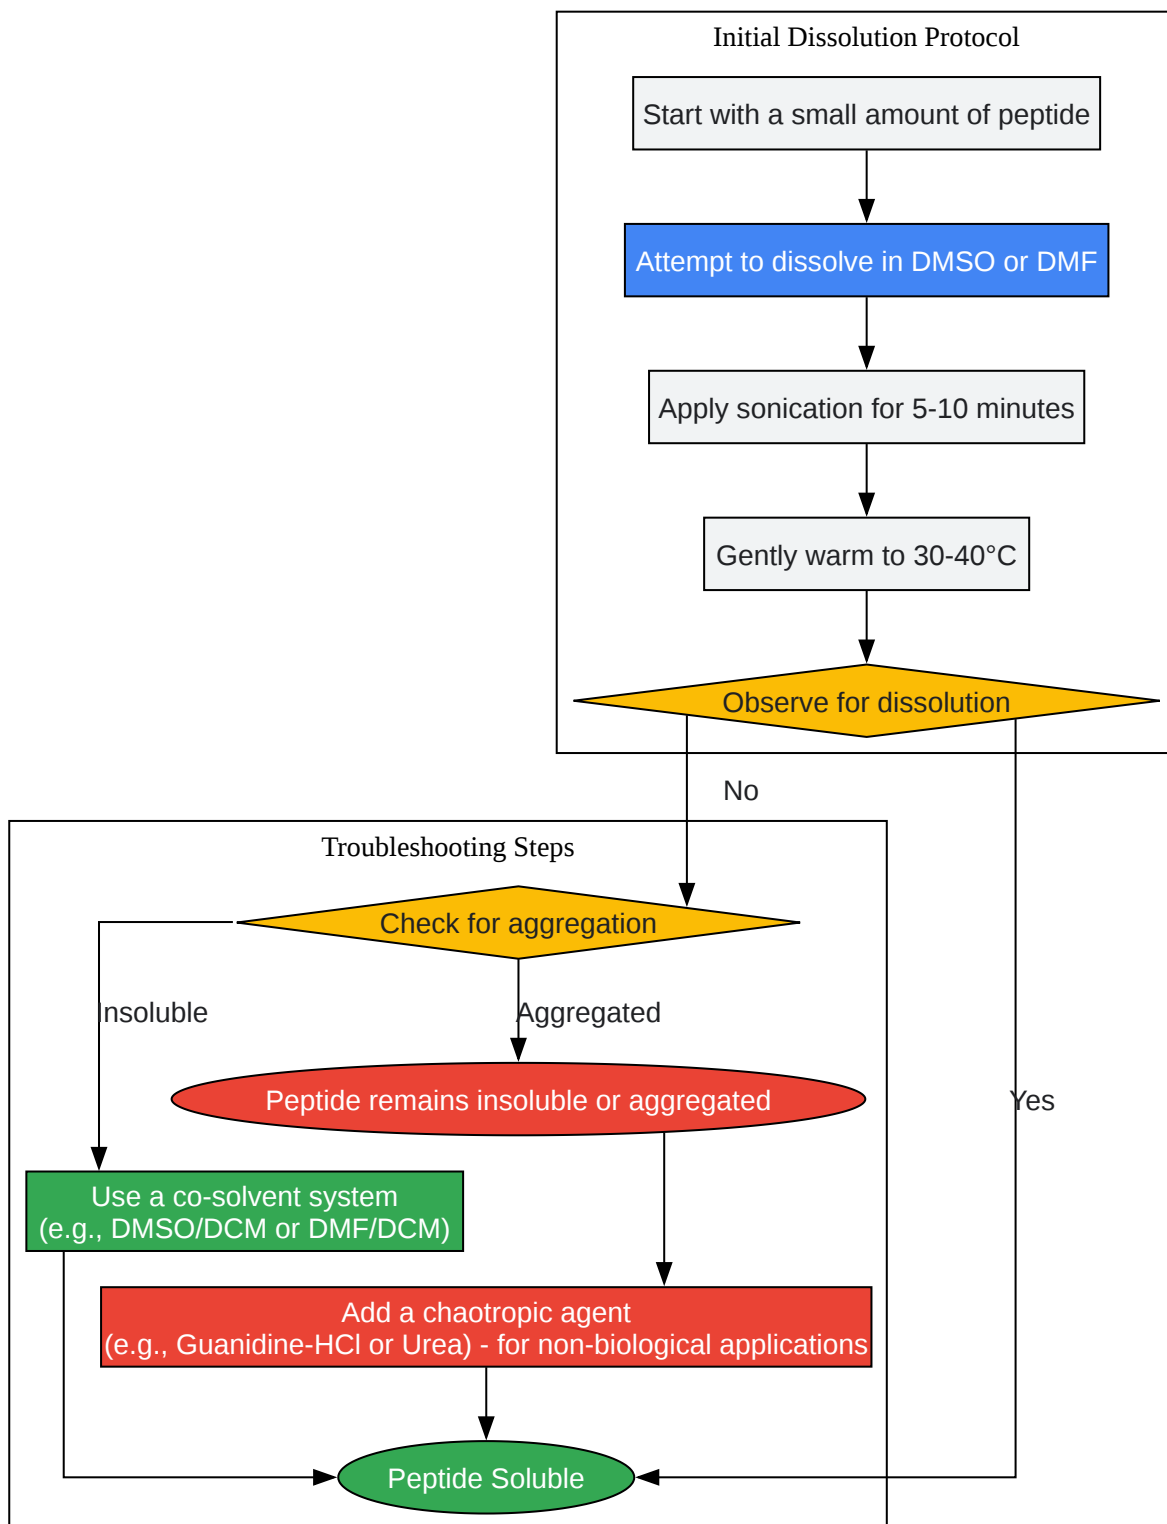 Initial Dissolution Protocol
Start with a small amount of peptide
Attempt to dissolve in DMSO or DMF
Apply sonication for 5-10 minutes
Gently warm to 30-40°C
Observe for dissolution
No
Troubleshooting Steps
Check for aggregation
Insoluble
Aggregated
Peptide remains insoluble or aggregated
Yes
Use a co-solvent system
(e.g., DMSO/DCM or DMF/DCM)
Add a chaotropic agent
(e.g., Guanidine-HCl or Urea) - for non-biological applications
Peptide Soluble